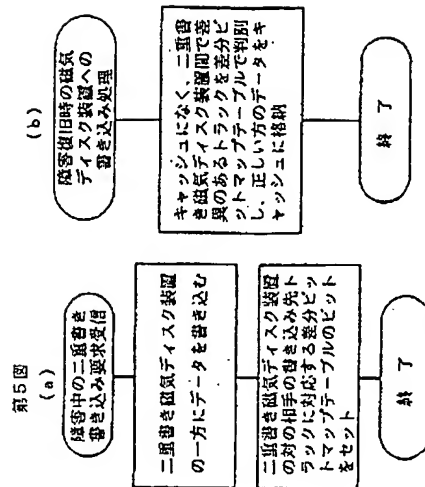 第5図
(a)
障害中の二重書き
書き込み要求受信
二重書き磁気ディスク装置
の一方にデータを書き込む
二重書き磁気ディスク装置
の対の相手の書き込み先ト
ラックに対応する差分ビッ
トマップテーブルのビット
をセット
終了
(b)
障害復旧時の磁気
ディスク装置への
書き込み処理
キャッシュになく、二重書
き磁気ディスク装置間で差
異のあるトラックを差分ビ
ットマップテーブルで判別
し、正しい方のデータをキ
ャッシュに格納
終了